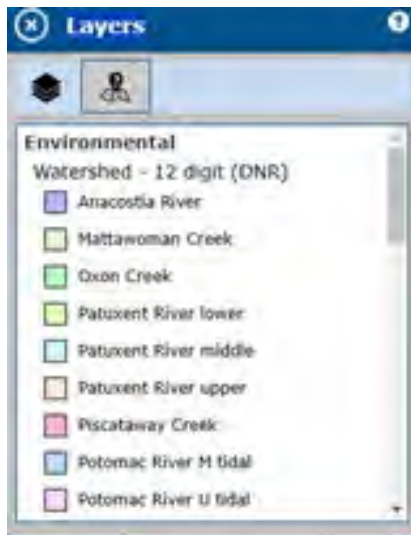 Layers
Environmental
Watershed - 12 digit (DNR)
Anacostia River
Mattawoman Creek
Oxon Creek
Patuxent River lower
Patuxent River middle
Patuxent River upper
Piscataway Creek
Potomac River M tidal
Potomac River U tidal